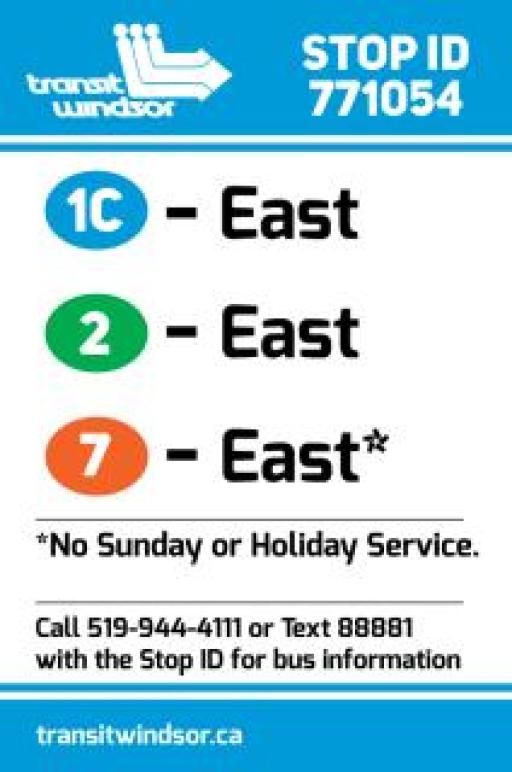 transit
windsor
STOP ID
771054
1C - East
2 - East
7 - East*
*No Sunday or Holiday Service.
Call 519-944-4111 or Text 88881
with the Stop ID for bus information
transitwindsor.ca